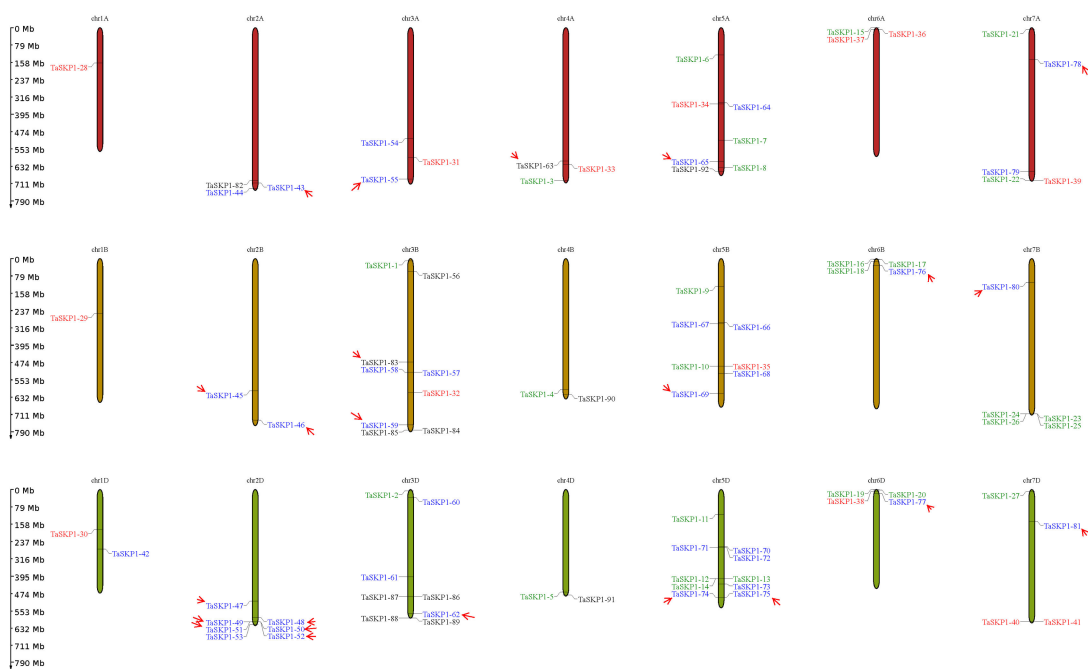 chr1A chr2A chr3A chr4A chr5A chr6A chr7A
0 Mb
79 Mb
158 Mb
237 Mb
316 Mb
395 Mb
474 Mb
553 Mb
632 Mb
711 Mb
790 Mb
TaSKP1-28
TaSKP1-82
TaSKP1-43
TaSKP1-44
TaSKP1-54
TaSKP1-31
TaSKP1-55
TaSKP1-63
TaSKP1-33
TaSKP1-3
TaSKP1-6
TaSKP1-34
TaSKP1-64
TaSKP1-7
TaSKP1-65
TaSKP1-92
TaSKP1-8
TaSKP1-15
TaSKP1-36
TaSKP1-37
TaSKP1-21
TaSKP1-78
TaSKP1-79
TaSKP1-22
TaSKP1-39
chr1B chr2B chr3B chr4B chr5B chr6B chr7B
0 Mb
79 Mb
158 Mb
237 Mb
316 Mb
395 Mb
474 Mb
553 Mb
632 Mb
711 Mb
790 Mb
TaSKP1-29
TaSKP1-45
TaSKP1-46
TaSKP1-1
TaSKP1-56
TaSKP1-83
TaSKP1-58
TaSKP1-57
TaSKP1-32
TaSKP1-59
TaSKP1-85
TaSKP1-84
TaSKP1-4
TaSKP1-90
TaSKP1-9
TaSKP1-67
TaSKP1-66
TaSKP1-10
TaSKP1-35
TaSKP1-68
TaSKP1-69
TaSKP1-16
TaSKP1-17
TaSKP1-18
TaSKP1-76
TaSKP1-80
TaSKP1-24
TaSKP1-23
TaSKP1-26
TaSKP1-25
chr1D chr2D chr3D chr4D chr5D chr6D chr7D
0 Mb
79 Mb
158 Mb
237 Mb
316 Mb
395 Mb
474 Mb
553 Mb
632 Mb
711 Mb
790 Mb
TaSKP1-30
TaSKP1-42
TaSKP1-47
TaSKP1-49
TaSKP1-48
TaSKP1-51
TaSKP1-50
TaSKP1-53
TaSKP1-52
TaSKP1-2
TaSKP1-60
TaSKP1-61
TaSKP1-87
TaSKP1-86
TaSKP1-62
TaSKP1-88
TaSKP1-89
TaSKP1-5
TaSKP1-91
TaSKP1-11
TaSKP1-71
TaSKP1-70
TaSKP1-72
TaSKP1-12
TaSKP1-13
TaSKP1-14
TaSKP1-73
TaSKP1-74
TaSKP1-75
TaSKP1-19
TaSKP1-20
TaSKP1-38
TaSKP1-77
TaSKP1-27
TaSKP1-81
TaSKP1-40
TaSKP1-41